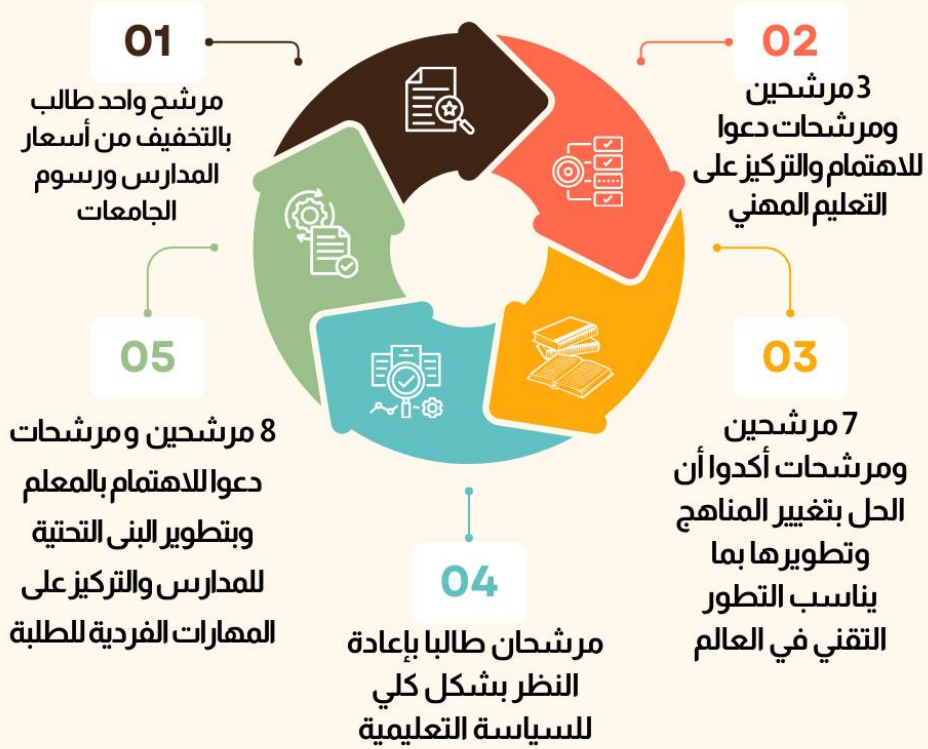 01
مرشح واحد طالب
بالتخفيف من أسعار
المدارس ورسوم
الجامعات
02
3 مرشحين
ومرشحات دعوا
للاهتمام والتركيز على
التعليم المهني
03
7 مرشحين
ومرشحات أكدوا أن
الحل بتغيير المناهج
وتطويرها بما
يناسب التطور
التقني في العالم
04
مرشحان طالبا بإعادة
النظر بشكل كلي
للسياسة التعليمية
05
8 مرشحين ومرشحات
دعوا للاهتمام بالمعلم
وبتطوير البنى التحتية
للمدارس والتركيز على
المهارات الفردية للطلبة